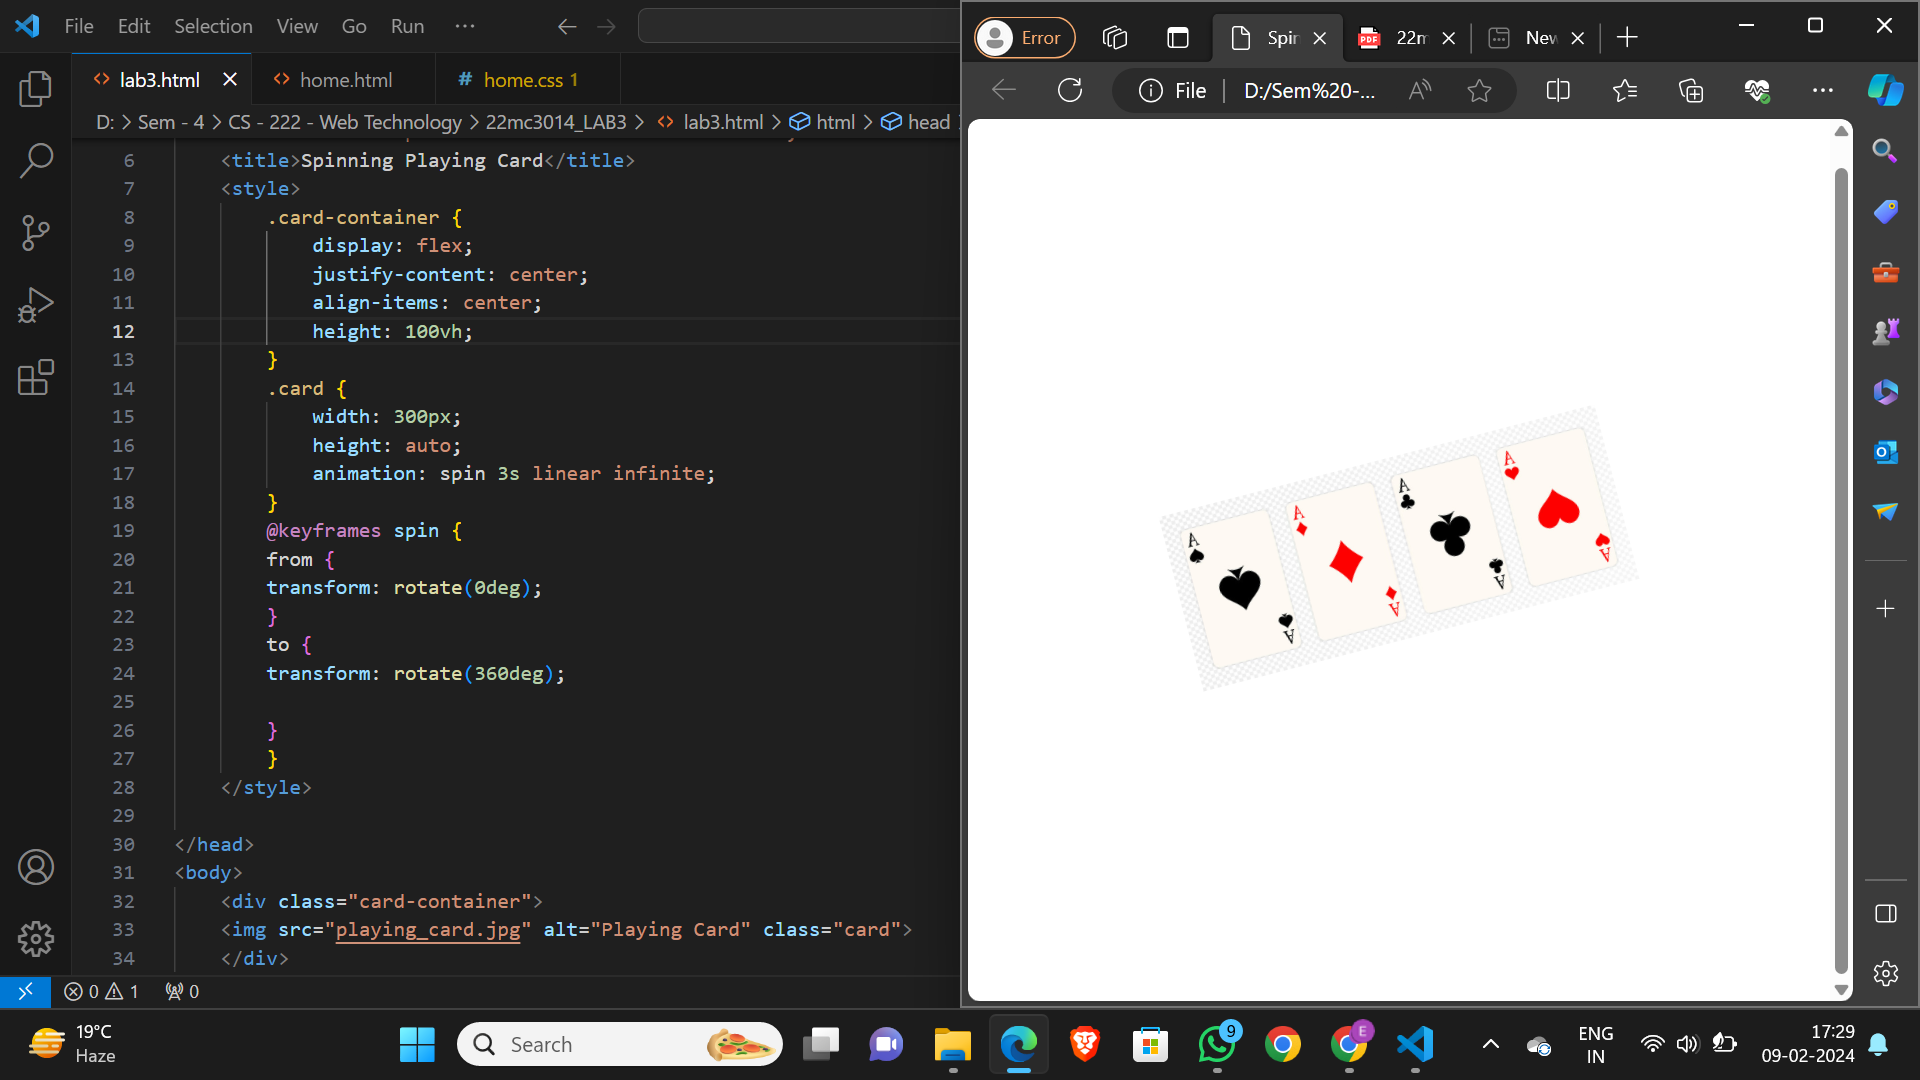 File Edit Selection View Go Run ···
lab3.html
home.html
# home.css 1
D: > Sem - 4 > CS - 222 - Web Technology > 22mc3014_LAB3 > lab3.html > html > head
6 <title>Spinning Playing Card</title>
7 <style>
8 .card-container {
9 display: flex;
10 justify-content: center;
11 align-items: center;
12 height: 100vh;
13 }
14 .card {
15 width: 300px;
16 height: auto;
17 animation: spin 3s linear infinite;
18 }
19 @keyframes spin {
20 from {
21 transform: rotate(0deg);
22 }
23 to {
24 transform: rotate(360deg);
25
26 }
27 }
28 </style>
29
30 </head>
31 <body>
32 <div class="card-container">
33 <img src="playing_card.jpg" alt="Playing Card" class="card">
34 </div>
0 1 0
Error
Spin
PDF 22m
New
File
D:/Sem%20-...
A
A
A
A
A
A
A
A
19°C
Haze
Search
9
E
ENG
IN
17:29
09-02-2024